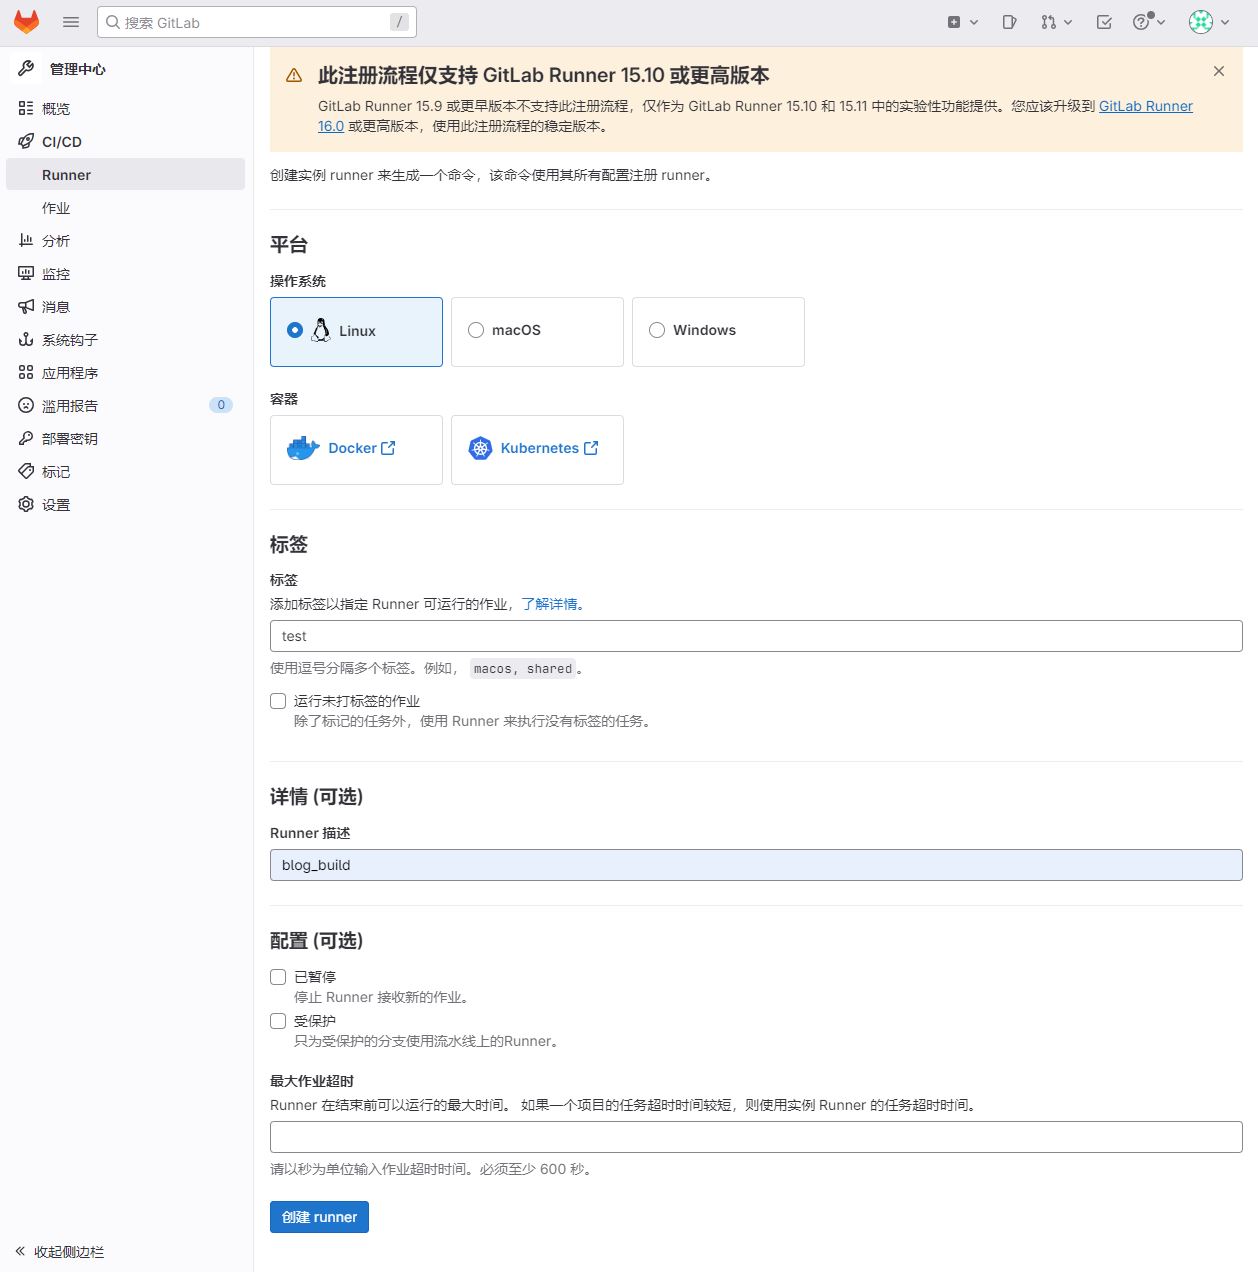 搜索 GitLab
/
管理中心
概览
CI/CD
Runner
作业
分析
监控
消息
系统钩子
应用程序
滥用报告
0
部署密钥
标记
设置
收起侧边栏
此注册流程仅支持 GitLab Runner 15.10 或更高版本
GitLab Runner 15.9 或更早版本不支持此注册流程，仅作为 GitLab Runner 15.10 和 15.11 中的实验性功能提供。您应该升级到 GitLab Runner
16.0 或更高版本，使用此注册流程的稳定版本。
创建实例 runner 来生成一个命令，该命令使用其所有配置注册 runner。
平台
操作系统
Linux
macOS
Windows
容器
Docker
Kubernetes
标签
标签
添加标签以指定 Runner 可运行的作业，了解详情。
test
使用逗号分隔多个标签。例如， macos, shared 。
运行未打标签的作业
除了标记的任务外，使用 Runner 来执行没有标签的任务。
详情 (可选)
Runner 描述
blog_build
配置 (可选)
已暂停
停止 Runner 接收新的作业。
受保护
只为受保护的分支使用流水线上的Runner。
最大作业超时
Runner 在结束前可以运行的最大时间。 如果一个项目的任务超时时间较短，则使用实例 Runner 的任务超时时间。
请以秒为单位输入作业超时时间。必须至少 600 秒。
创建 runner